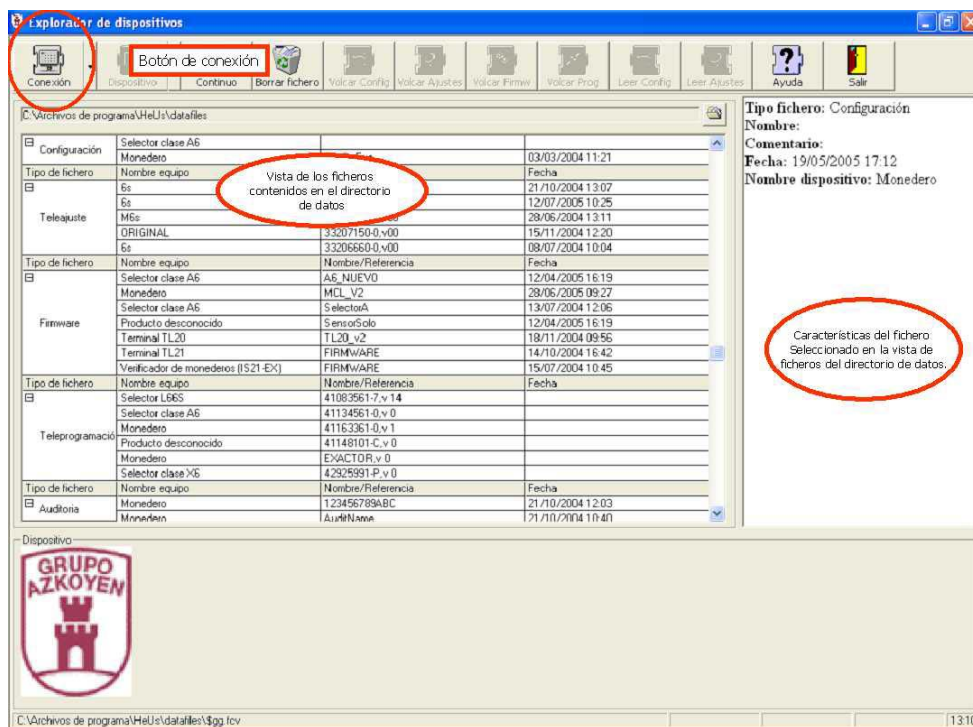 Explorador de dispositivos
Conexión
Dispositivo
Botón de conexión
Continuo
Borrar fichero
Volcar Config
Volcar Ajustes
Volcar Firmw
Volcar Prog
Leer Config
Leer Ajustes
Ayuda
Salir
C:\Archivos de programa\HeUs\datafiles
Configuración
Selector clase A6
Monedero 03/03/2004 11:21
Tipo de fichero Nombre equipo Fecha
Vista de los ficheros
contenidos en el directorio
de datos
Teleajuste
6s 21/10/2004 13:07
6s 12/07/2005 10:25
M6s 28/06/2004 13:11
ORIGINAL 33207150-0,v00 15/11/2004 12:20
6s 33206660-0,v00 08/07/2004 10:04
Tipo de fichero Nombre equipo Nombre/Referencia Fecha
Firmware
Selector clase A6 A6_NUEVO 12/04/2005 16:19
Monedero MCL_V2 28/06/2005 09:27
Selector clase A6 SelectorA 13/07/2004 12:06
Producto desconocido SensorSolo 12/04/2005 16:19
Terminal TL20 TL20_v2 18/11/2004 09:56
Terminal TL21 FIRMWARE 14/10/2004 16:42
Verificador de monederos (IS21-EX) FIRMWARE 15/07/2004 10:45
Tipo de fichero Nombre equipo Nombre/Referencia Fecha
Teleprogramació
Selector L66S 41083561-7,v 14
Selector clase A6 41134561-0,v 0
Monedero 41163361-0,v 1
Producto desconocido 41148101-C,v 0
Monedero EXACTOR,v 0
Selector clase X6 42925991-P,v 0
Tipo de fichero Nombre equipo Nombre/Referencia Fecha
Auditoria
Monedero 123456789ABC 21/10/2004 12:03
Monedero AuditName 21/10/2004 10:40
Tipo fichero: Configuración
Nombre:
Comentario:
Fecha: 19/05/2005 17:12
Nombre dispositivo: Monedero
Características del fichero
Seleccionado en la vista de
ficheros del directorio de datos.
Dispositivo
GRUPO
AZKOYEN
C:\Archivos de programa\HeUs\datafiles\$gg.fcv
13:10